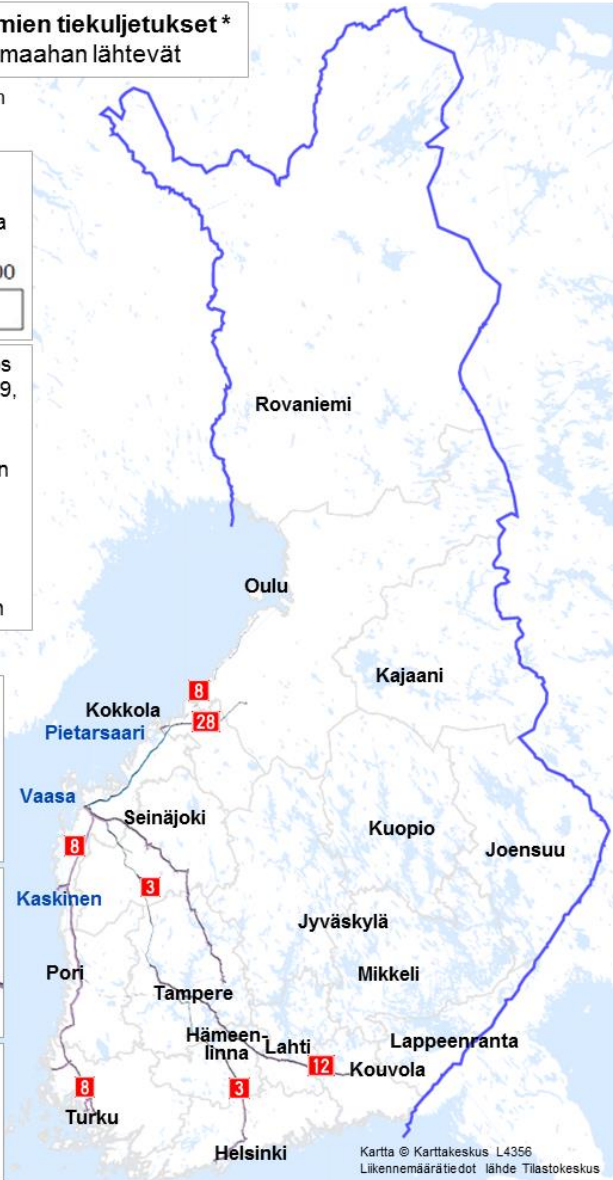 mien tiekuljetukset *
maahan lähtevät
n
a
00
s
9,
n
n
Rovaniemi
Oulu
Kajaani
8
Kokkola
28
Pietarsaari
Vaasa
Seinäjoki
Kuopio
8
Joensuu
3
Kaskinen
Jyväskylä
Pori
Mikkeli
Tampere
Hämeen-
linna
Lahti
Lappeenranta
12
Kouvola
8
3
Turku
Helsinki
Kartta © Karttakeskus L4356
Liikennemäärätiedot lähde Tilastokeskus